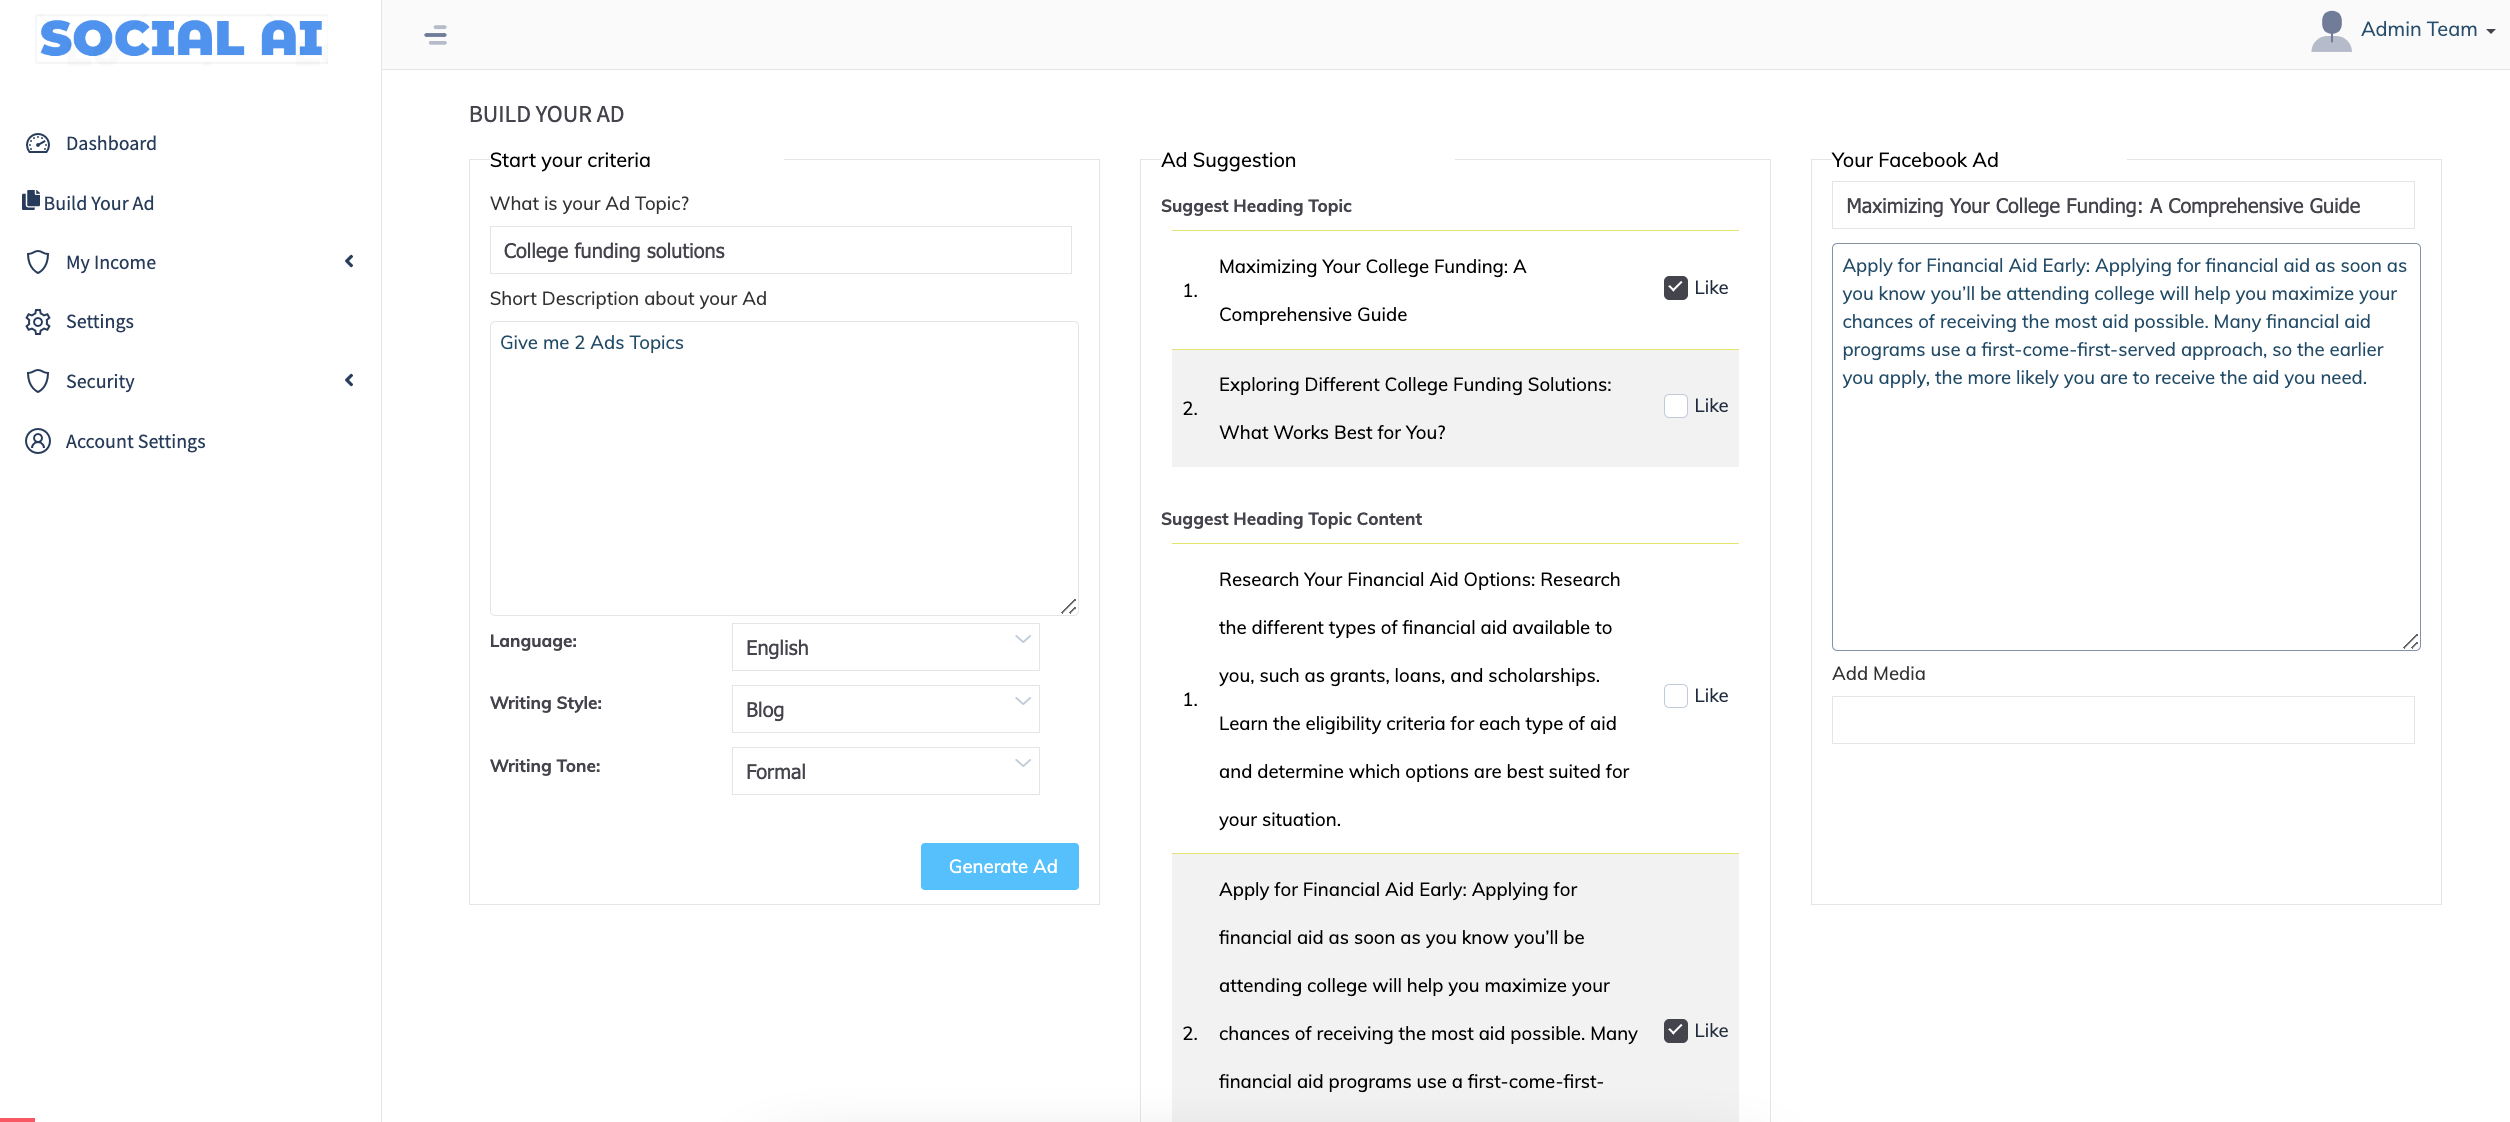 SOCIAL AI
Admin Team
Dashboard
Build Your Ad
My Income
Settings
Security
Account Settings
BUILD YOUR AD
Start your criteria
What is your Ad Topic?
College funding solutions
Short Description about your Ad
Give me 2 Ads Topics
Language:
English
Writing Style:
Blog
Writing Tone:
Formal
Generate Ad
Ad Suggestion
Suggest Heading Topic
1.
Maximizing Your College Funding: A
Comprehensive Guide
Like
2.
Exploring Different College Funding Solutions:
What Works Best for You?
Like
Suggest Heading Topic Content
1.
Research Your Financial Aid Options: Research
the different types of financial aid available to
you, such as grants, loans, and scholarships.
Learn the eligibility criteria for each type of aid
and determine which options are best suited for
your situation.
Like
2.
Apply for Financial Aid Early: Applying for
financial aid as soon as you know you'll be
attending college will help you maximize your
chances of receiving the most aid possible. Many
financial aid programs use a first-come-first-
Like
Your Facebook Ad
Maximizing Your College Funding: A Comprehensive Guide
Apply for Financial Aid Early: Applying for financial aid as soon as
you know you'll be attending college will help you maximize your
chances of receiving the most aid possible. Many financial aid
programs use a first-come-first-served approach, so the earlier
you apply, the more likely you are to receive the aid you need.
Add Media